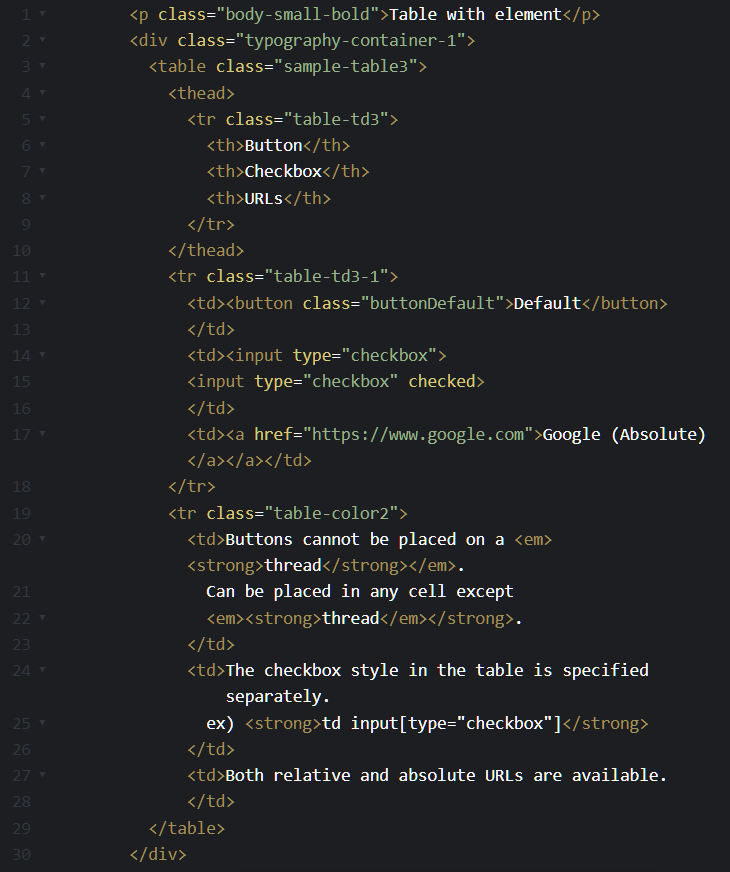 1 <p class="body-small-bold">Table with element</p>
2 <div class="typography-container-1">
3 <table class="sample-table3">
4 <thead>
5 <tr class="table-td3">
6 <th>Button</th>
7 <th>Checkbox</th>
8 <th>URLs</th>
9 </tr>
10 </thead>
11 <tr class="table-td3-1">
12 <td><button class="buttonDefault">Default</button>
13 </td>
14 <td><input type="checkbox">
15 <input type="checkbox" checked>
16 </td>
17 <td><a href="https://www.google.com">Google (Absolute)
</a></a></td>
18 </tr>
19 <tr class="table-color2">
20 <td>Buttons cannot be placed on a <em>
<strong>thread</strong></em>.
21 Can be placed in any cell except
22 <em><strong>thread</em></strong>.
23 </td>
24 <td>The checkbox style in the table is specified
separately.
25 ex) <strong>td input[type="checkbox"]</strong>
26 </td>
27 <td>Both relative and absolute URLs are available.
28 </td>
29 </table>
30 </div>